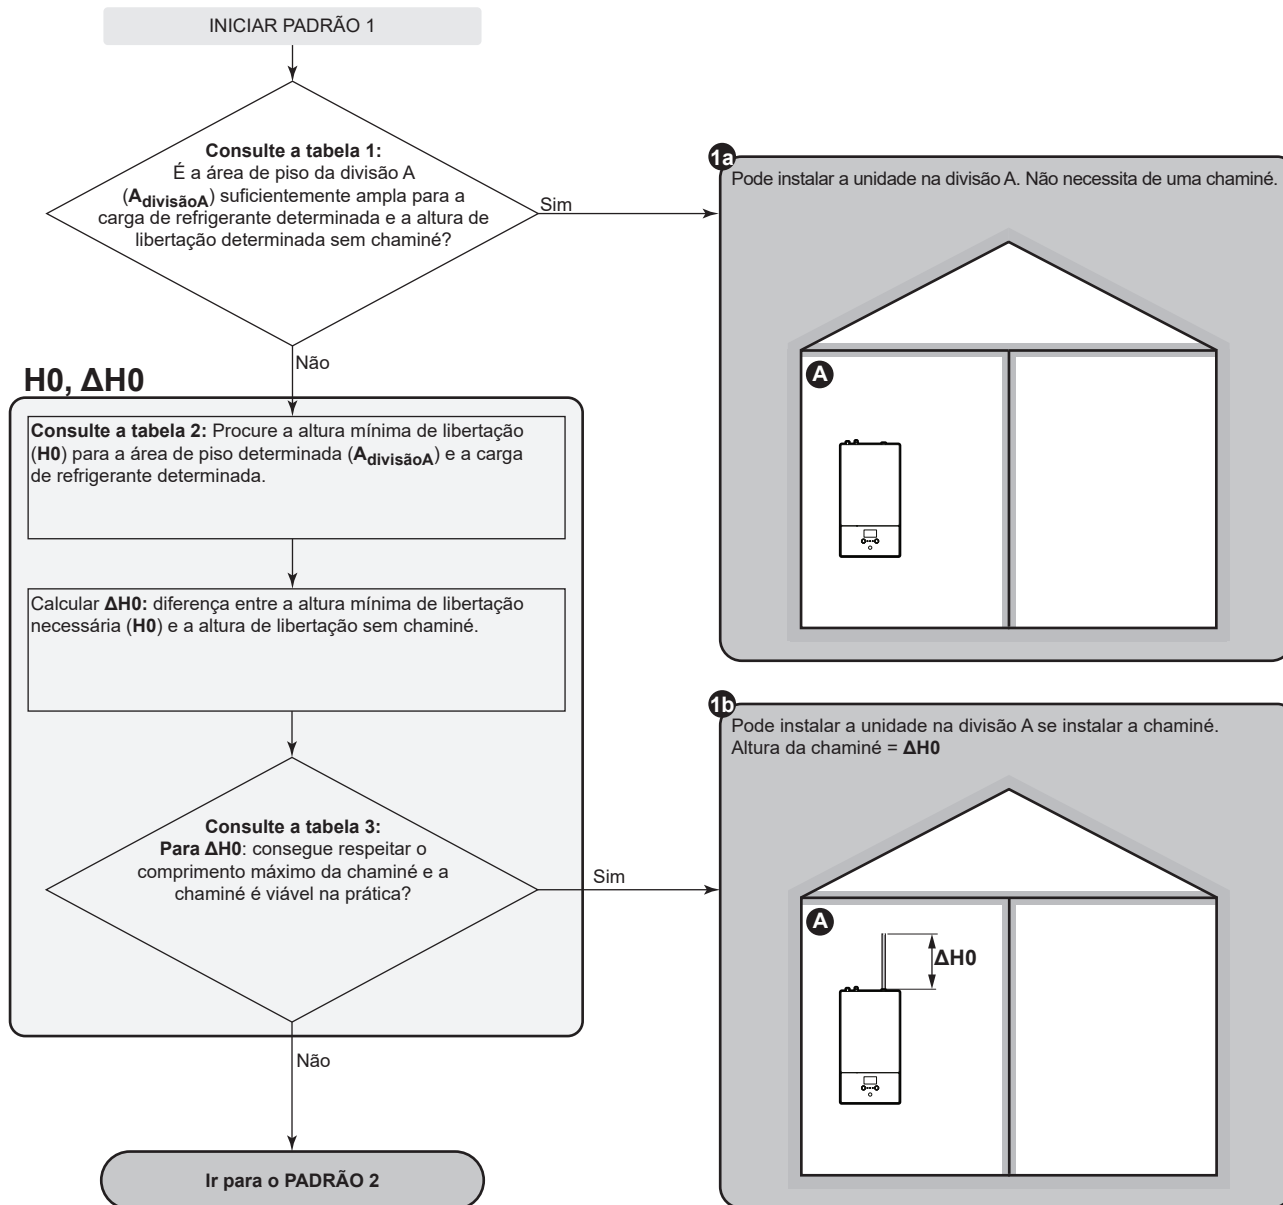 INICIAR PADRÃO 1
Consulte a tabela 1:
É a área de piso da divisão A
(AdivisãoA) suficientemente ampla para a
carga de refrigerante determinada e a altura de
libertação determinada sem chaminé?
Sim
Não
1a
Pode instalar a unidade na divisão A. Não necessita de uma chaminé.
A
H0, ΔH0
Consulte a tabela 2: Procure a altura mínima de libertação
(H0) para a área de piso determinada (AdivisãoA) e a carga
de refrigerante determinada.
Calcular ΔH0: diferença entre a altura mínima de libertação
necessária (H0) e a altura de libertação sem chaminé.
Consulte a tabela 3:
Para ΔH0: consegue respeitar o
comprimento máximo da chaminé e a
chaminé é viável na prática?
Sim
Não
1b
Pode instalar a unidade na divisão A se instalar a chaminé.
Altura da chaminé = ΔH0
A
ΔH0
Ir para o PADRÃO 2